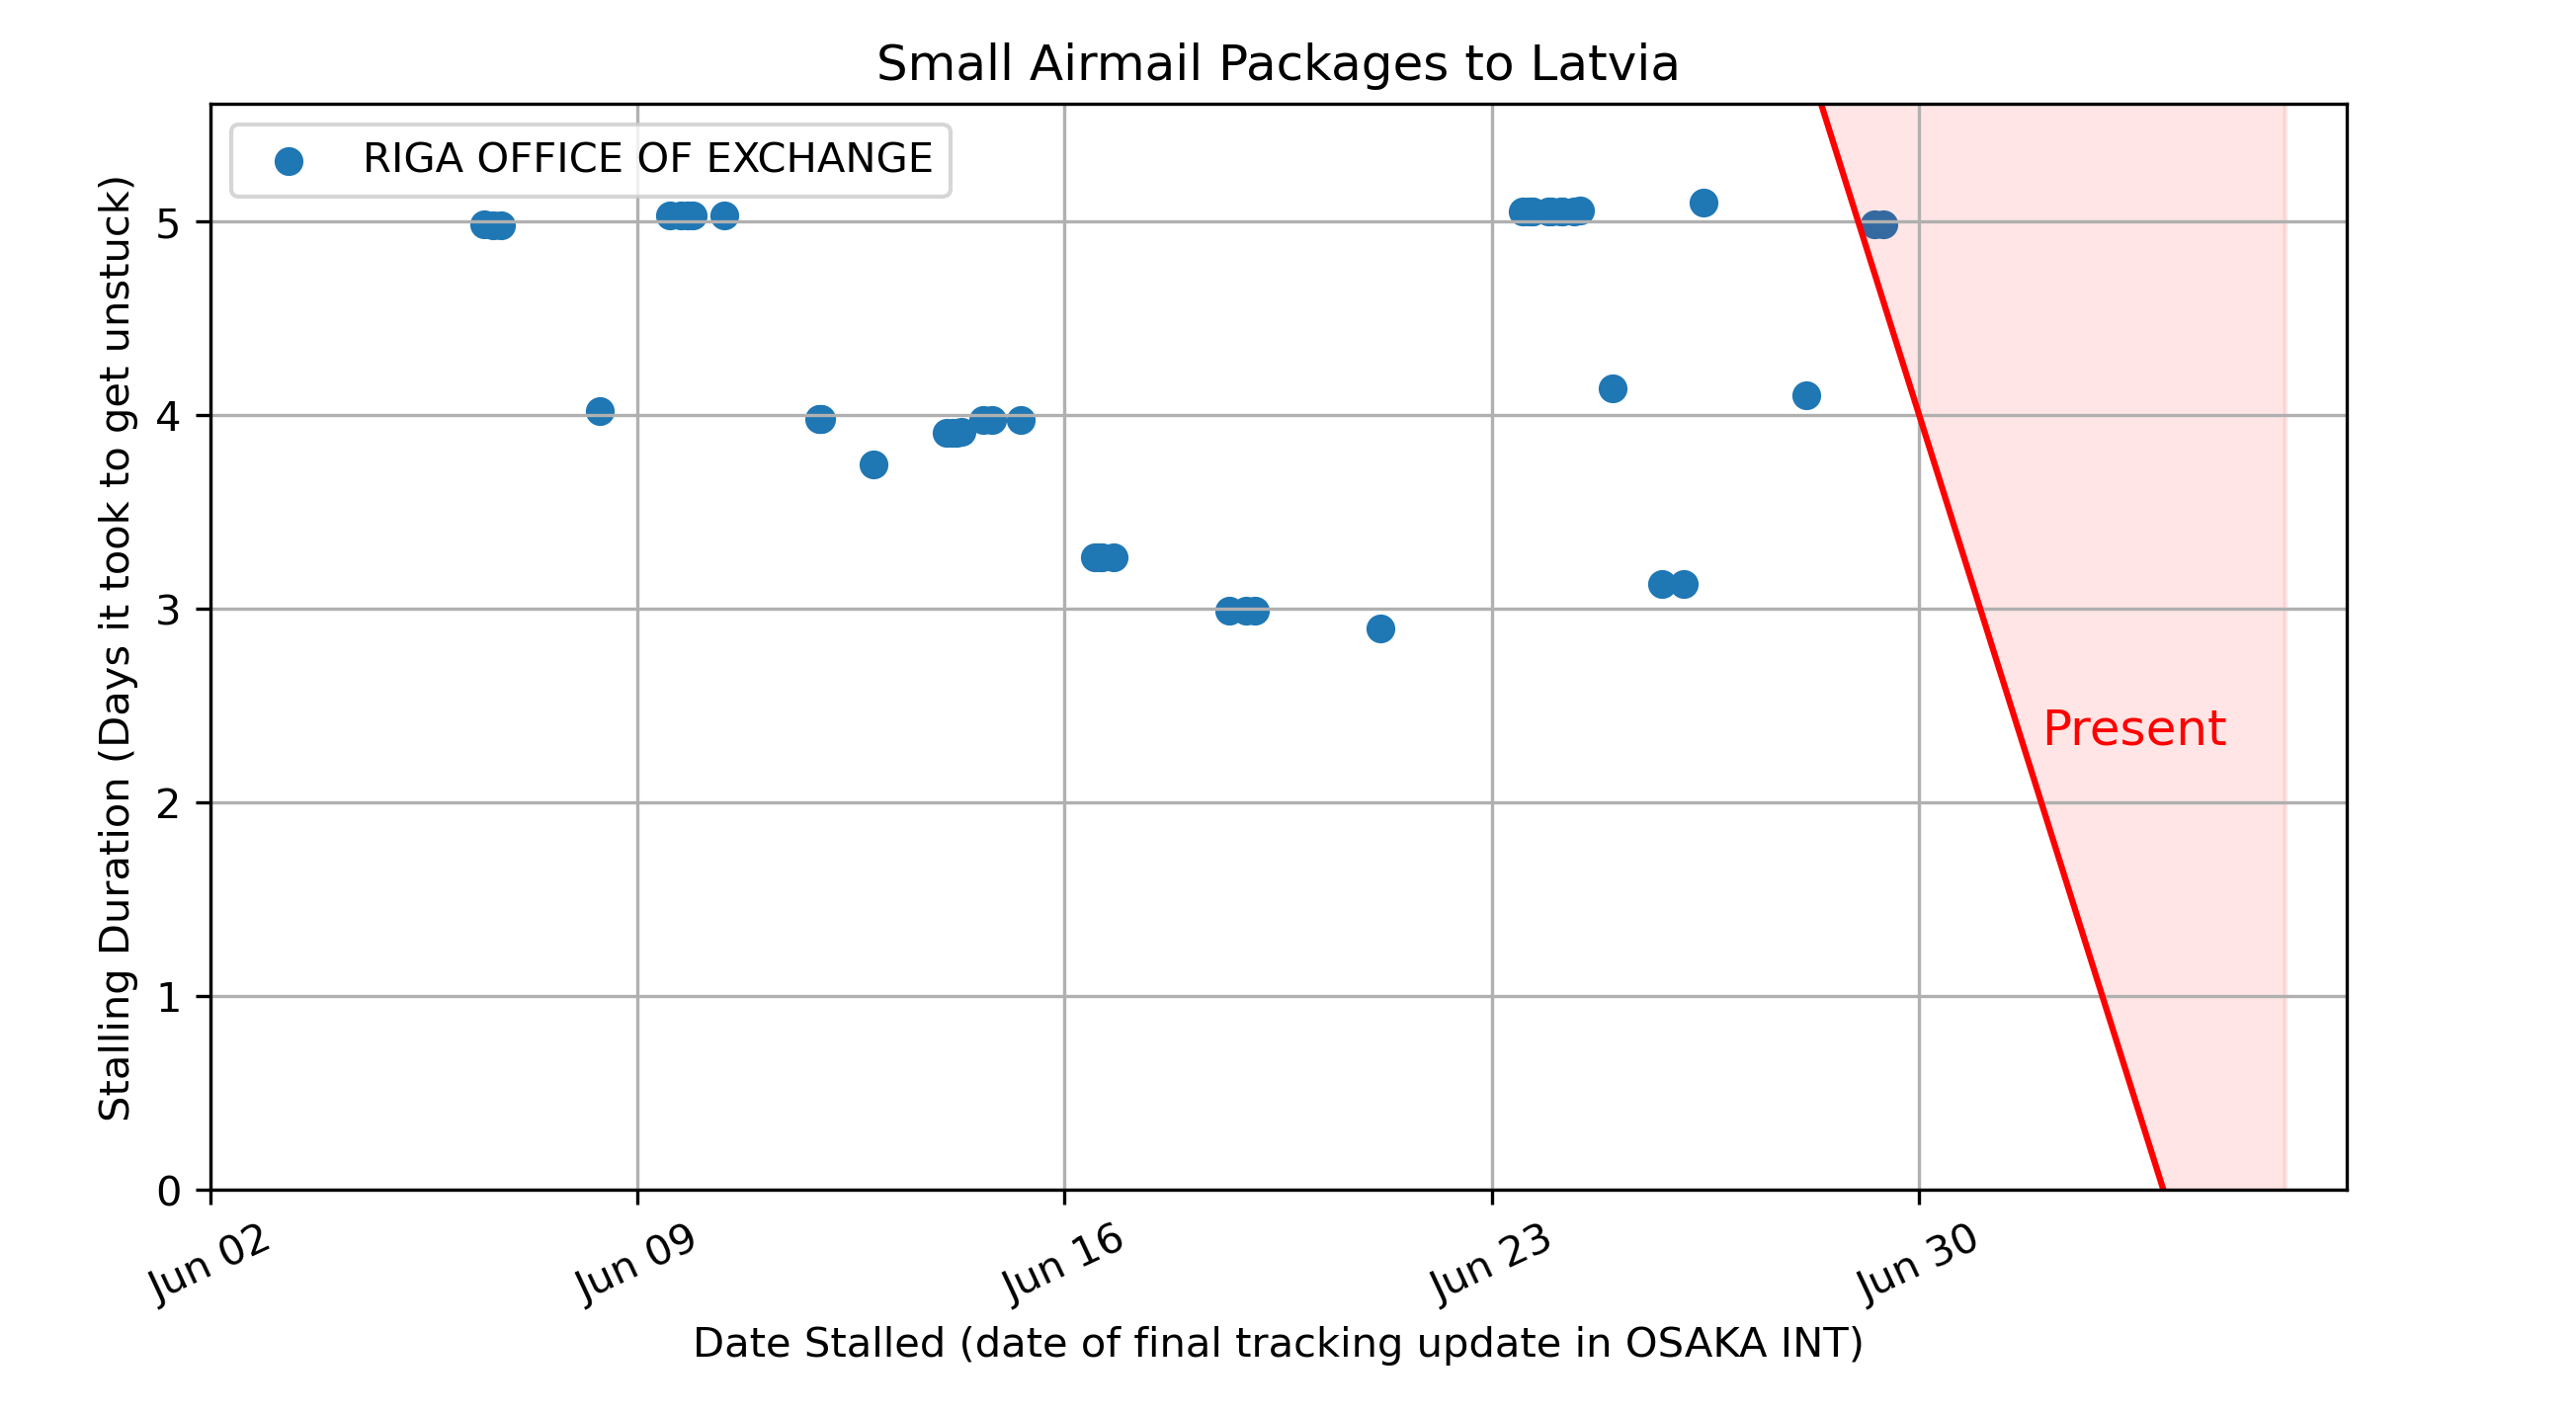 Small Airmail Packages to Latvia
RIGA OFFICE OF EXCHANGE
Stalling Duration (Days it took to get unstuck)
5
4
3
2
1
0
Present
Jun 02
Jun 09
Jun 16
Jun 23
Jun 30
Date Stalled (date of final tracking update in OSAKA INT)